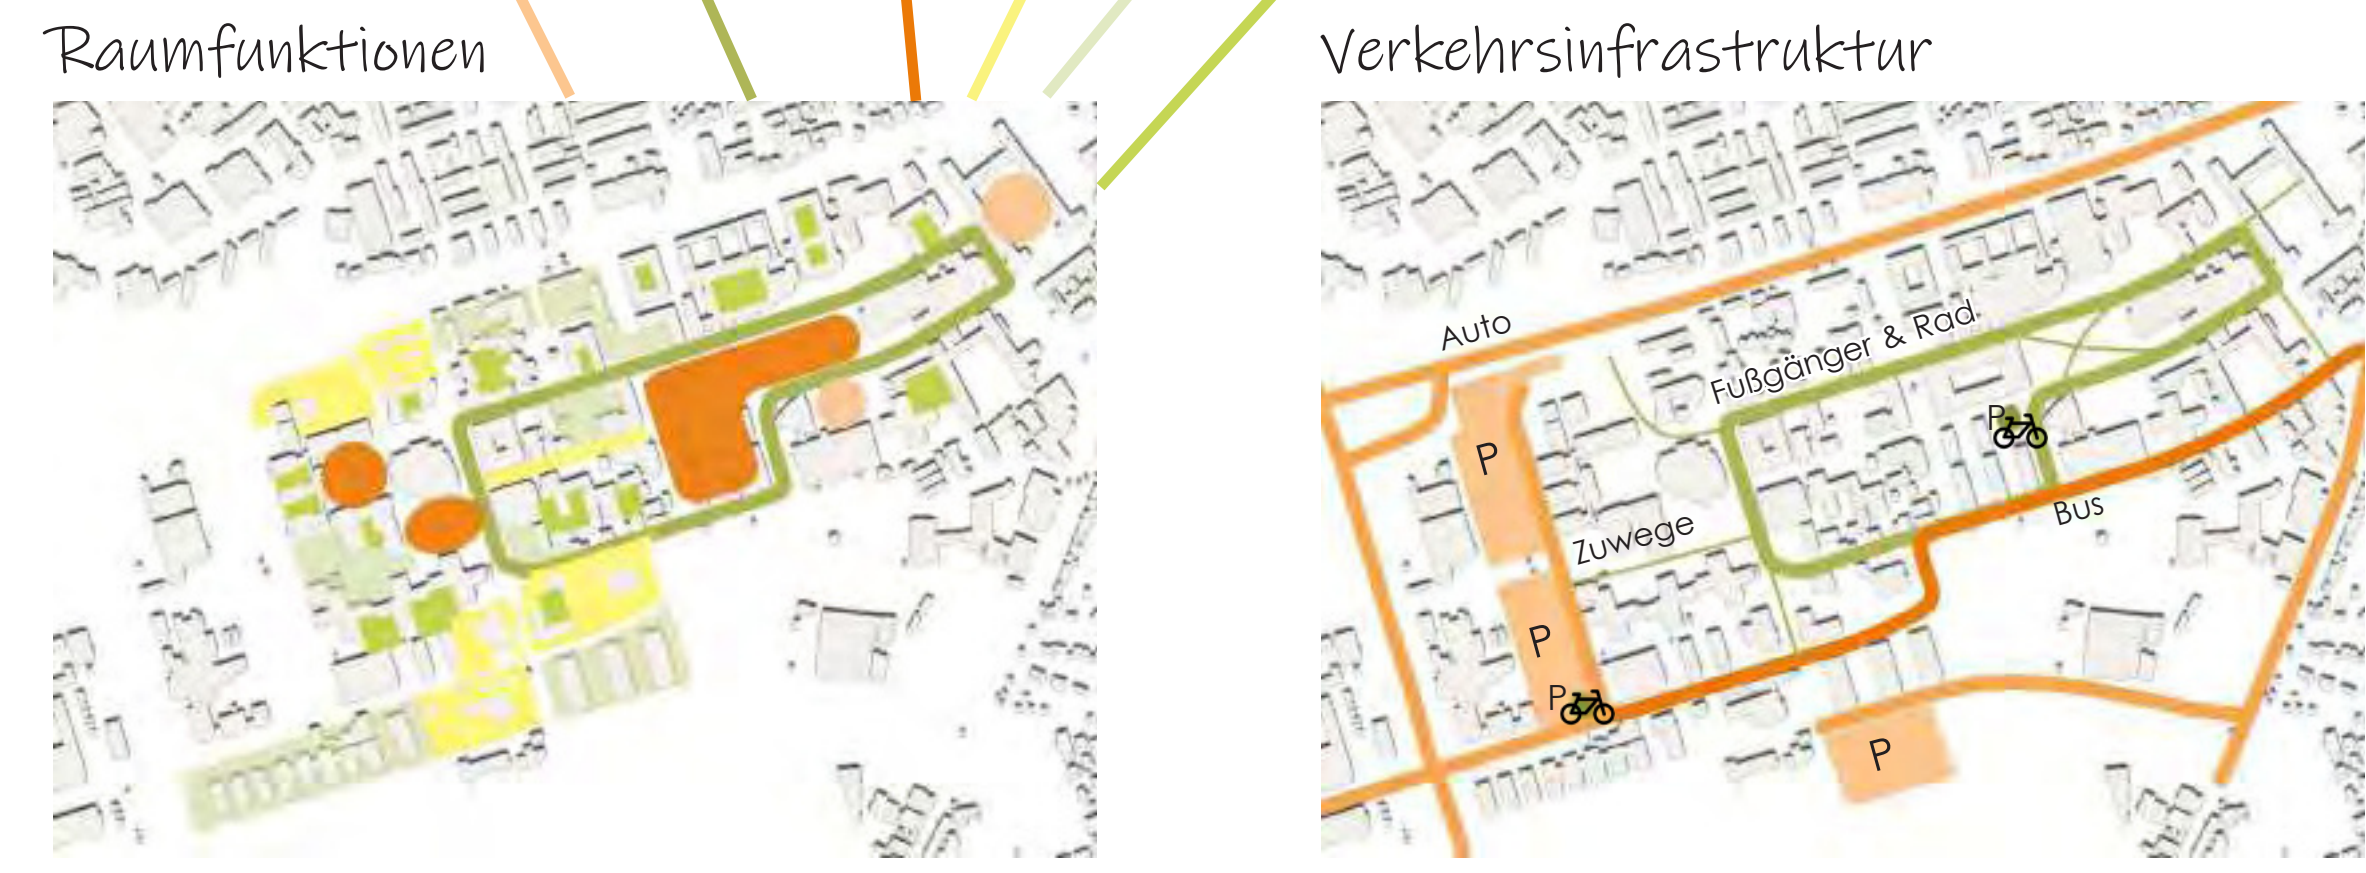 Raumfunktionen
Verkehrsinfrastruktur
Auto
Fußgänger & Rad
P
P
Bus
Zuwege
P
P
P